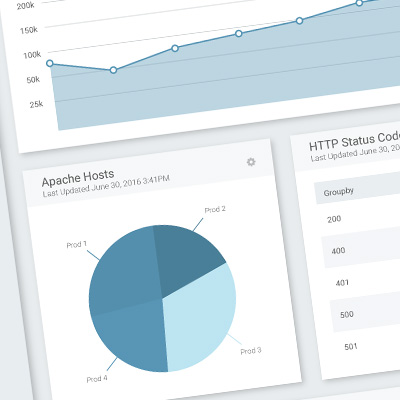 200k
150k
100k
50k
25k
Apache Hosts
Last Updated June 30, 2016 3:41PM
Prod 1
Prod 2
Prod 3
Prod 4
HTTP Status Code
Last Updated June 30, 20
Groupby
200
400
401
500
501